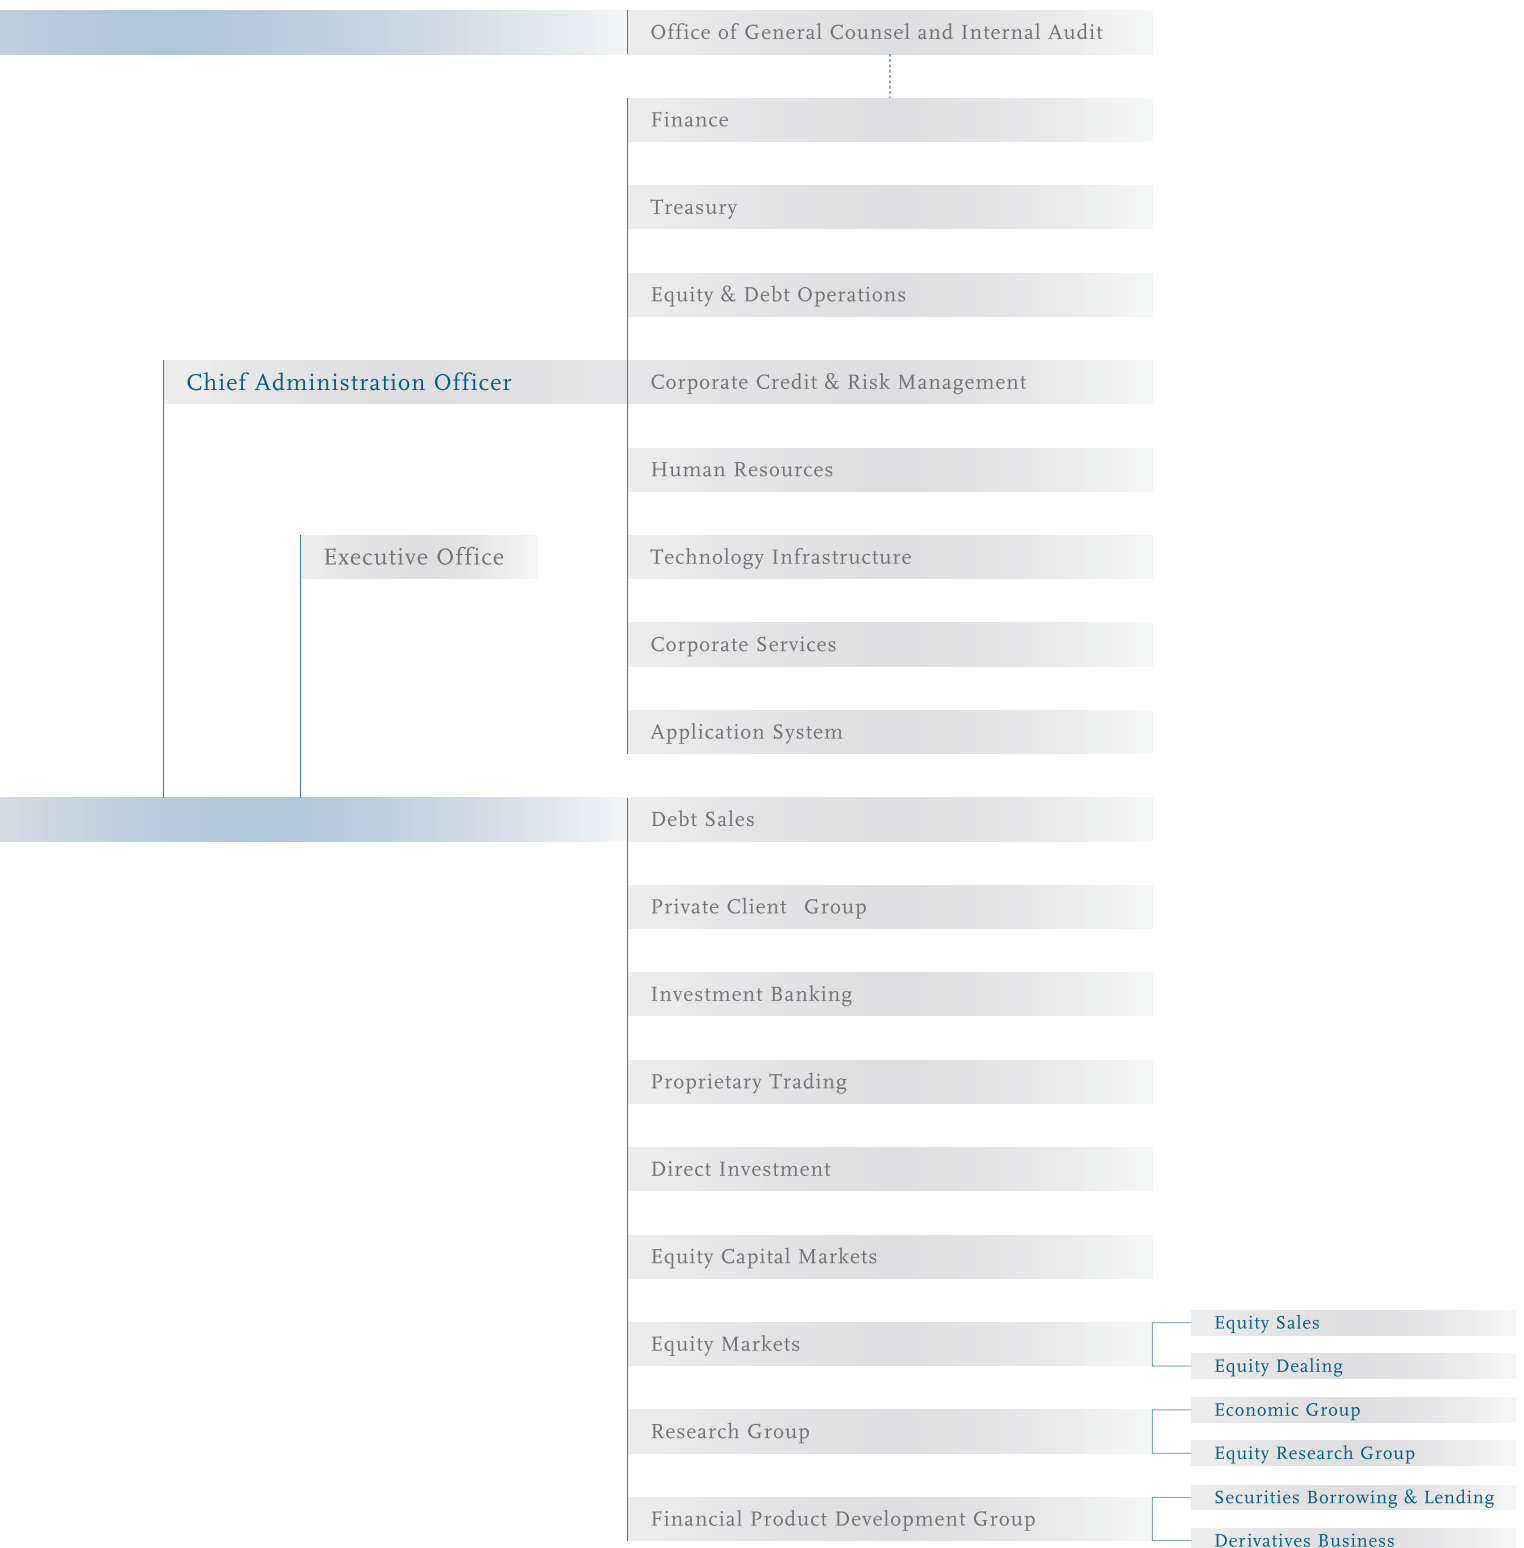 Office of General Counsel and Internal Audit
Finance
Treasury
Equity & Debt Operations
Chief Administration Officer
Corporate Credit & Risk Management
Human Resources
Executive Office
Technology Infrastructure
Corporate Services
Application System
Debt Sales
Private Client Group
Investment Banking
Proprietary Trading
Direct Investment
Equity Capital Markets
Equity Markets
Equity Sales
Equity Dealing
Research Group
Economic Group
Equity Research Group
Financial Product Development Group
Securities Borrowing & Lending
Derivatives Business